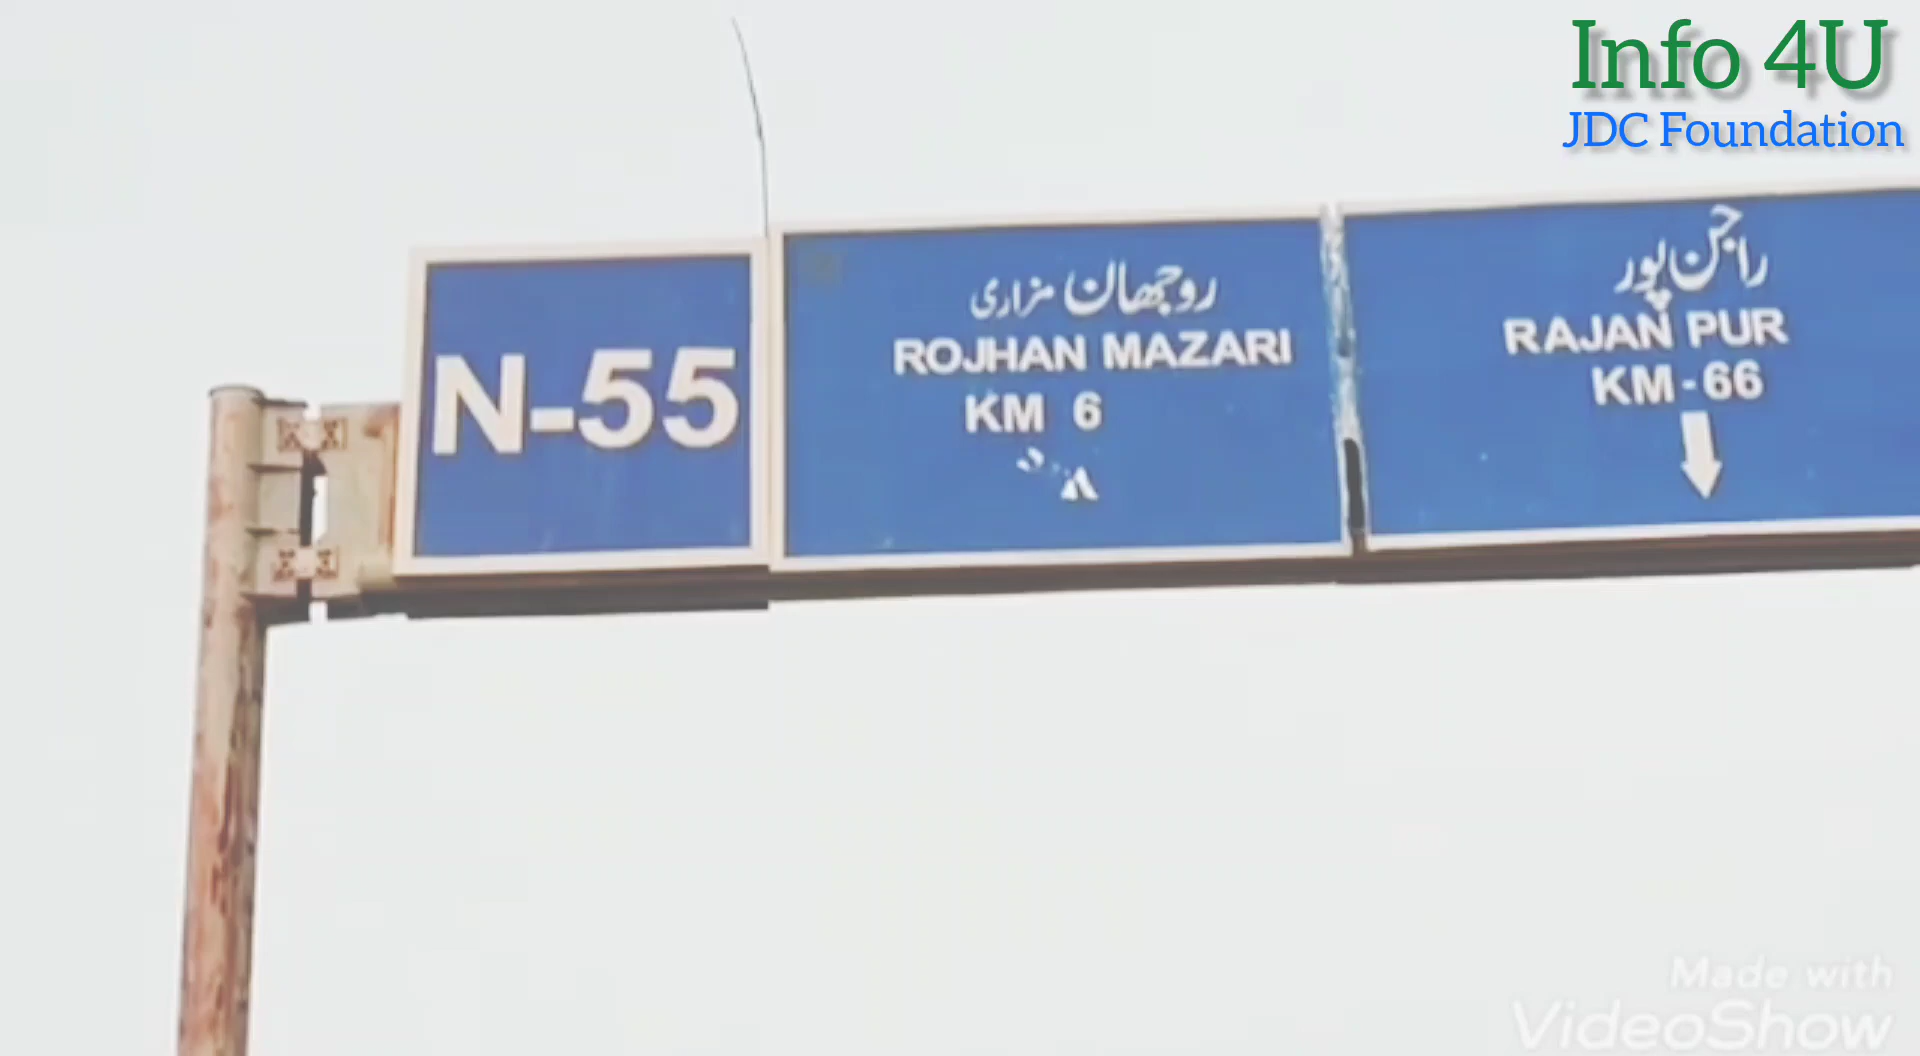 Info 4U
JDC Foundation
N-55
روجھان مزاری
ROJHAN MAZARI
KM 6
راجن پور
RAJAN PUR
KM-66
Made with
VideoShow